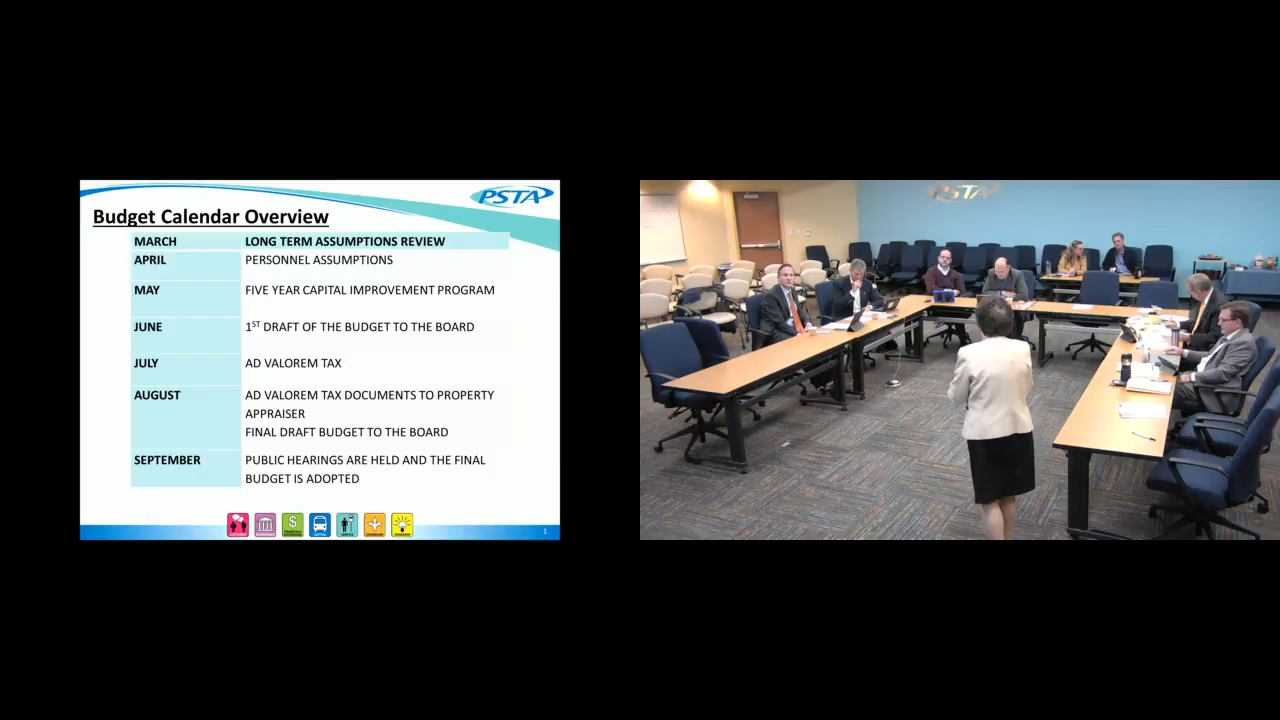 PSTA
Budget Calendar Overview
MARCH LONG TERM ASSUMPTIONS REVIEW
APRIL PERSONNEL ASSUMPTIONS
MAY FIVE YEAR CAPITAL IMPROVEMENT PROGRAM
JUNE 1ST DRAFT OF THE BUDGET TO THE BOARD
JULY AD VALOREM TAX
AUGUST AD VALOREM TAX DOCUMENTS TO PROPERTY
APPRAISER
FINAL DRAFT BUDGET TO THE BOARD
SEPTEMBER PUBLIC HEARINGS ARE HELD AND THE FINAL
BUDGET IS ADOPTED
1
PSTA